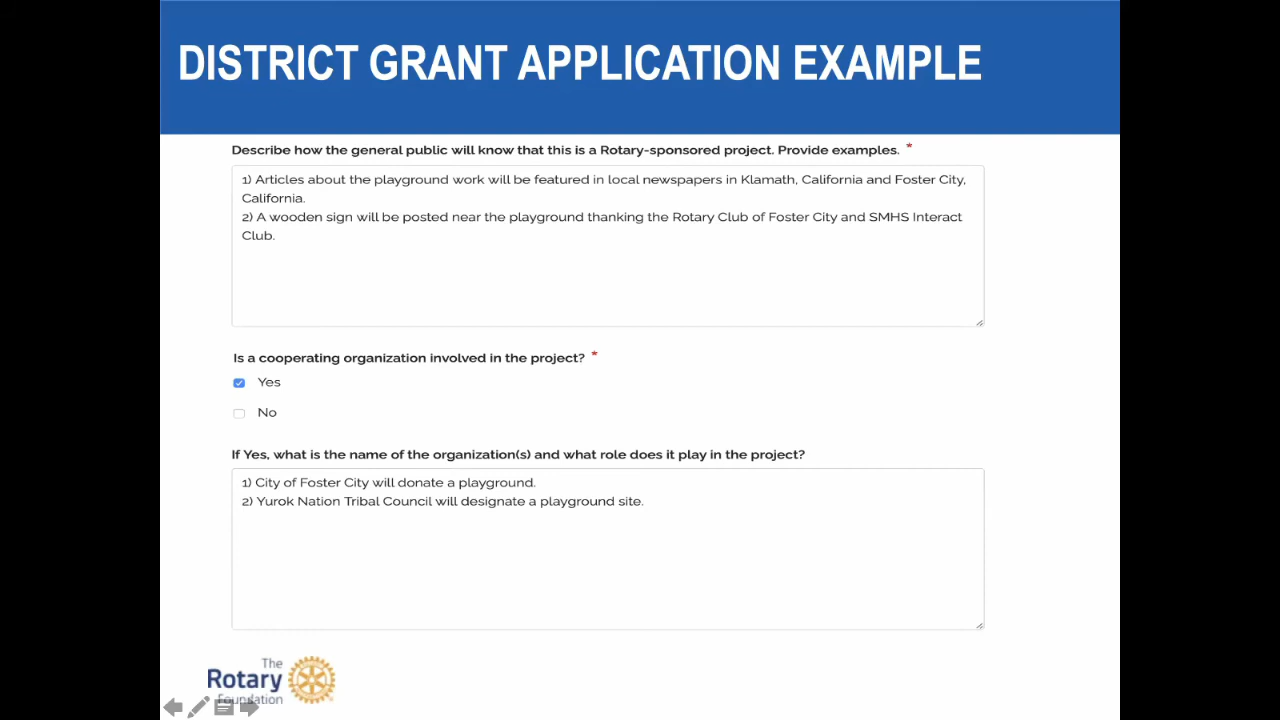 DISTRICT GRANT APPLICATION EXAMPLE
Describe how the general public will know that this is a Rotary-sponsored project. Provide examples. *
1) Articles about the playground work will be featured in local newspapers in Klamath, California and Foster City,
California.
2) A wooden sign will be posted near the playground thanking the Rotary Club of Foster City and SMHS Interact
Club.
Is a cooperating organization involved in the project? *
Yes
No
If Yes, what is the name of the organization(s) and what role does it play in the project?
1) City of Foster City will donate a playground.
2) Yurok Nation Tribal Council will designate a playground site.
The
Rotary
Foundation